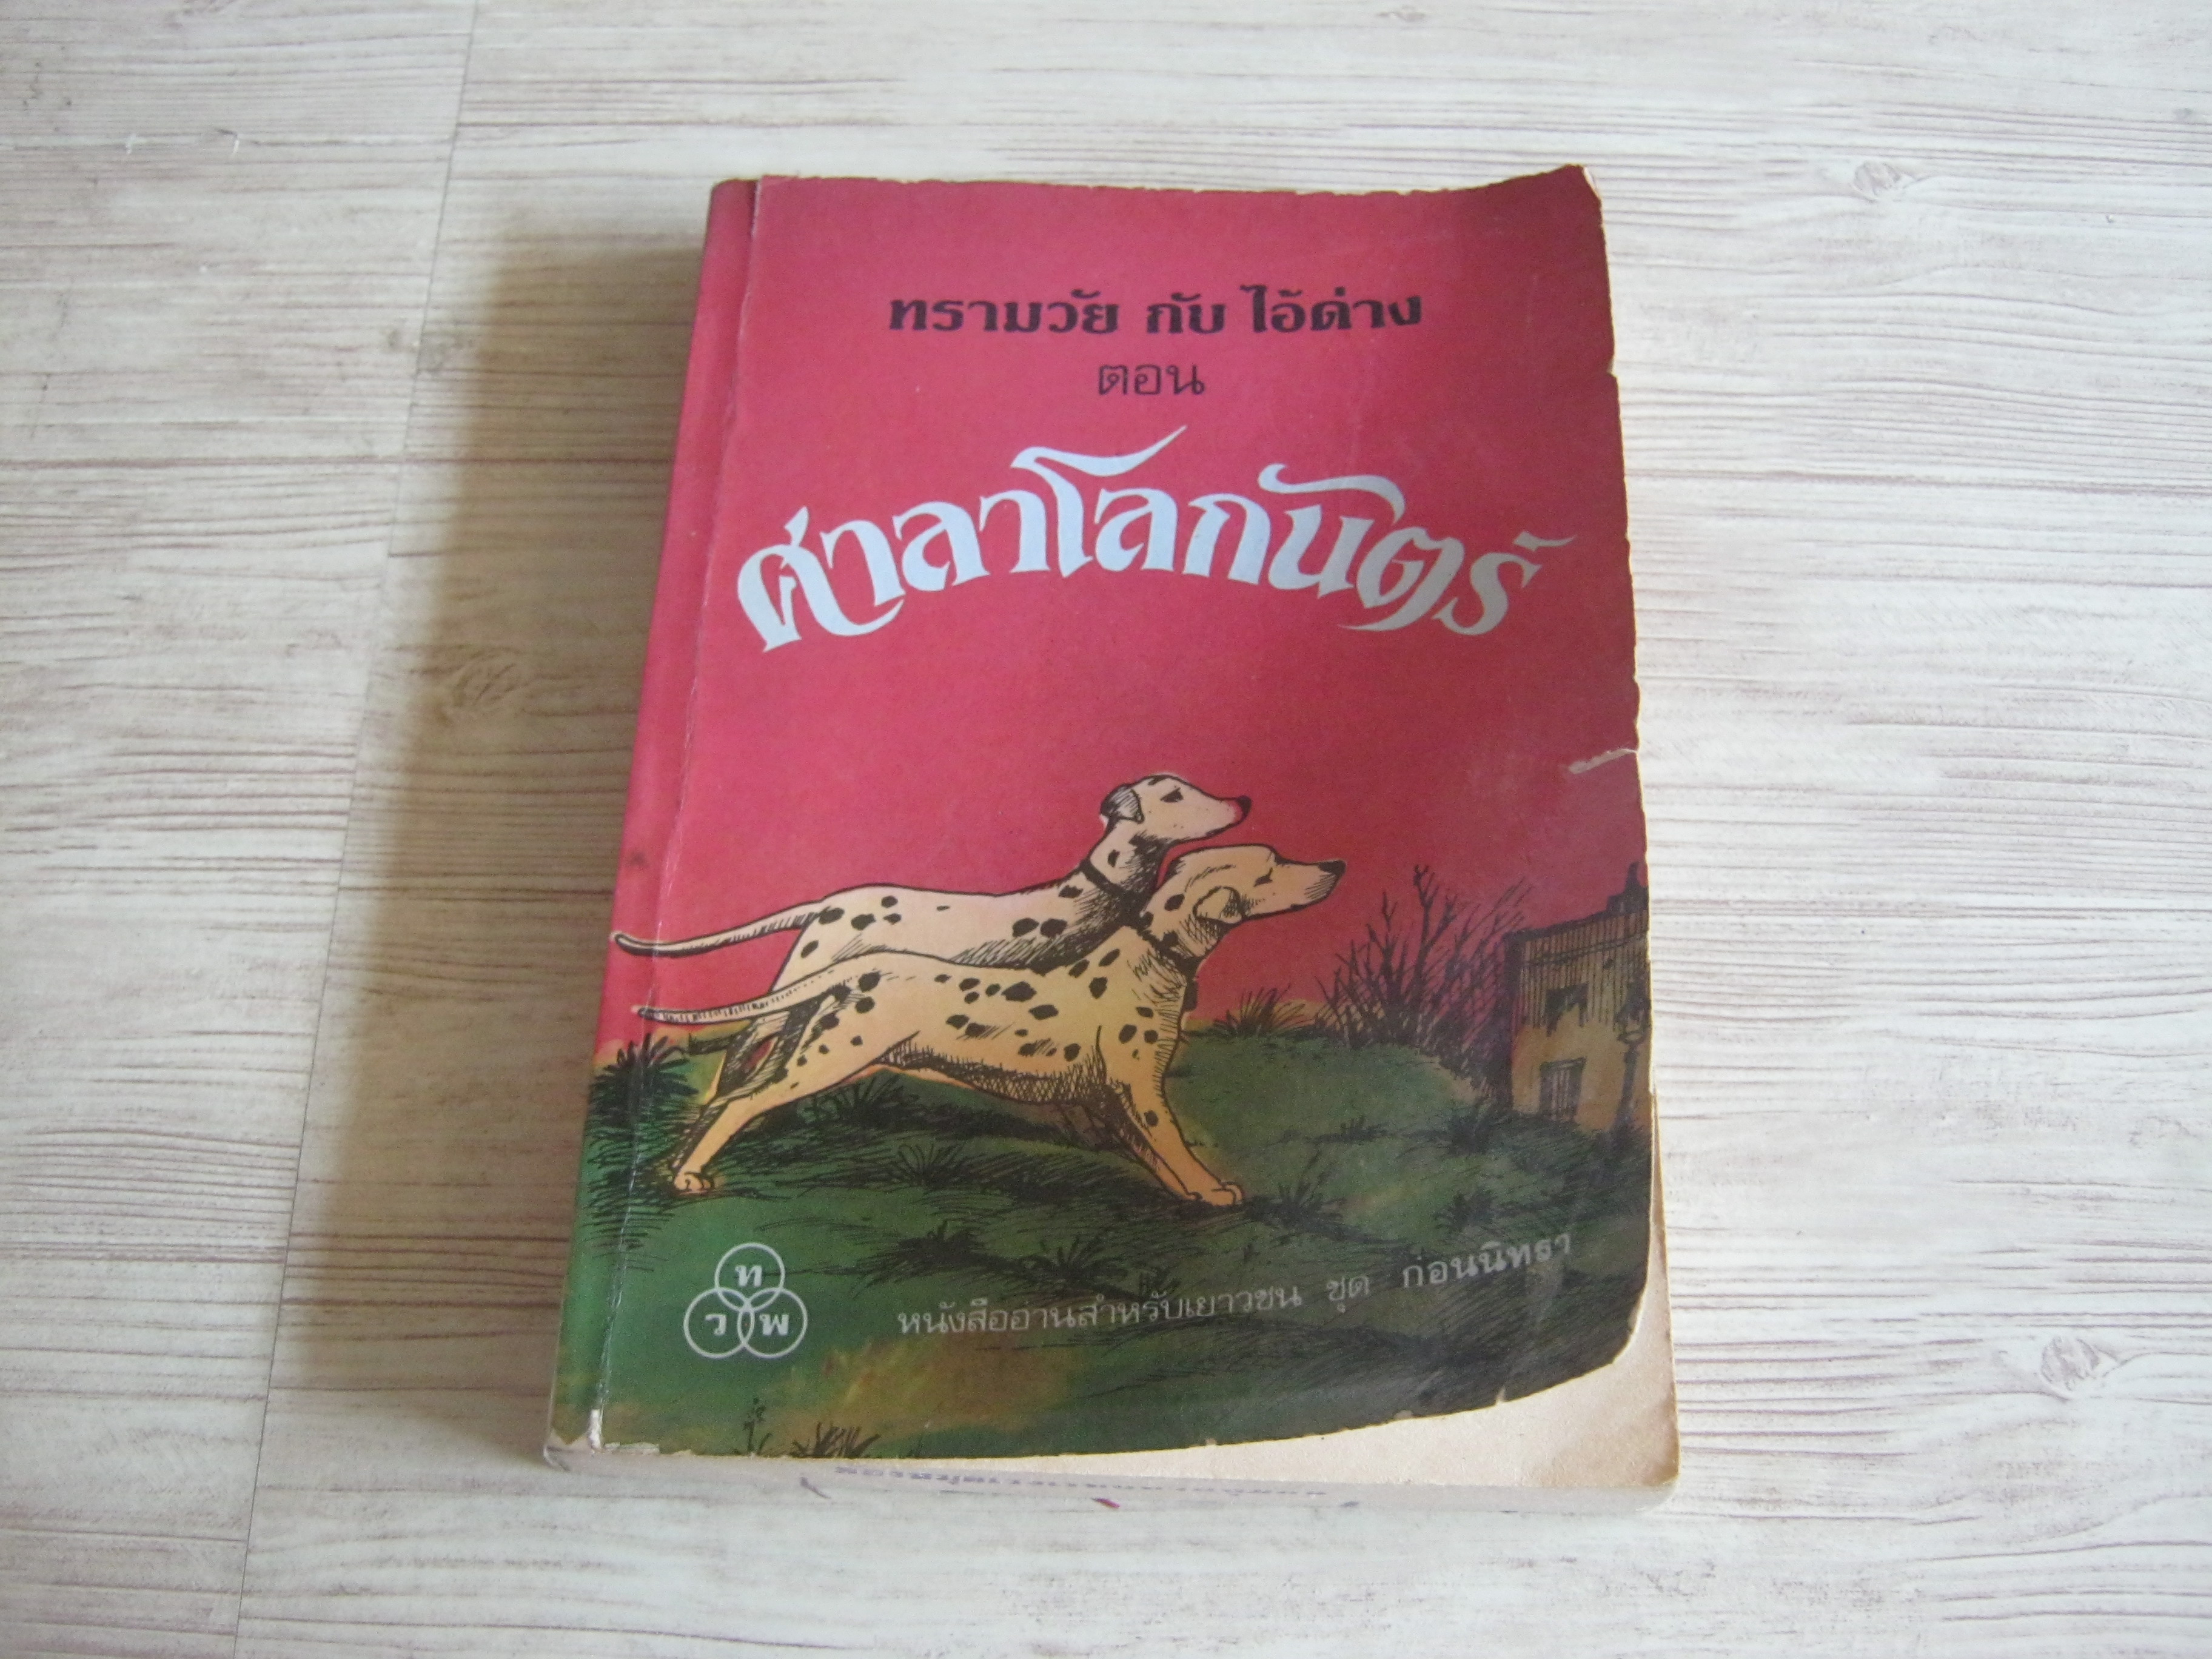 ทรามวัย กับ ไอ้ด่าง
ตอน
ศาลาโลกันตร์
ท
ว พ
หนังสืออ่านสำหรับเยาวชน ชุด ก่อนนิทรา